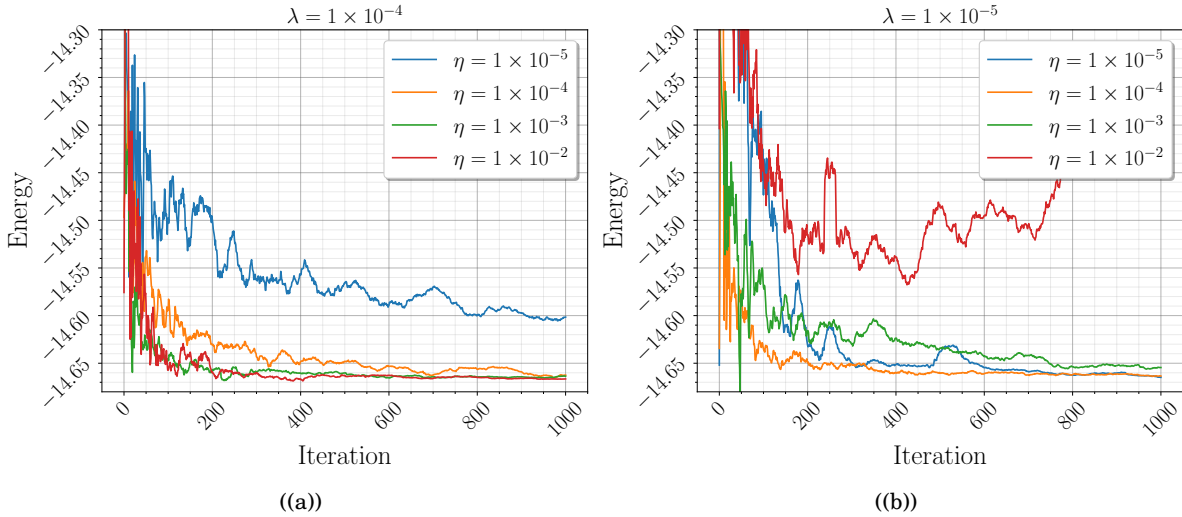 λ = 1 × 10⁻⁴
Energy
−14.30
−14.35
−14.40
−14.45
−14.50
−14.55
−14.60
−14.65
η = 1 × 10⁻⁵
η = 1 × 10⁻⁴
η = 1 × 10⁻³
η = 1 × 10⁻²
0
200
400
600
800
1000
Iteration
((a))
λ = 1 × 10⁻⁵
Energy
−14.30
−14.35
−14.40
−14.45
−14.50
−14.55
−14.60
−14.65
η = 1 × 10⁻⁵
η = 1 × 10⁻⁴
η = 1 × 10⁻³
η = 1 × 10⁻²
0
200
400
600
800
1000
Iteration
((b))